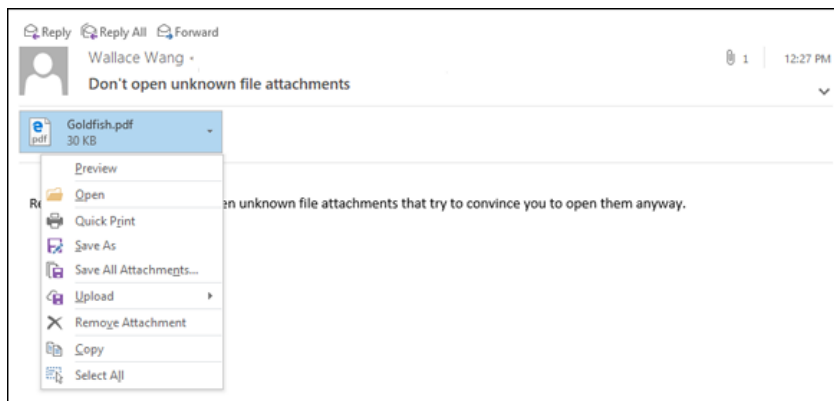 Reply Reply All Forward
Wallace Wang
1 12:27 PM
Don't open unknown file attachments
e
pdf
Goldfish.pdf
30 KB
Preview
Open
Re en unknown file attachments that try to convince you to open them anyway.
Quick Print
Save As
Save All Attachments...
Upload
Remove Attachment
Copy
Select All